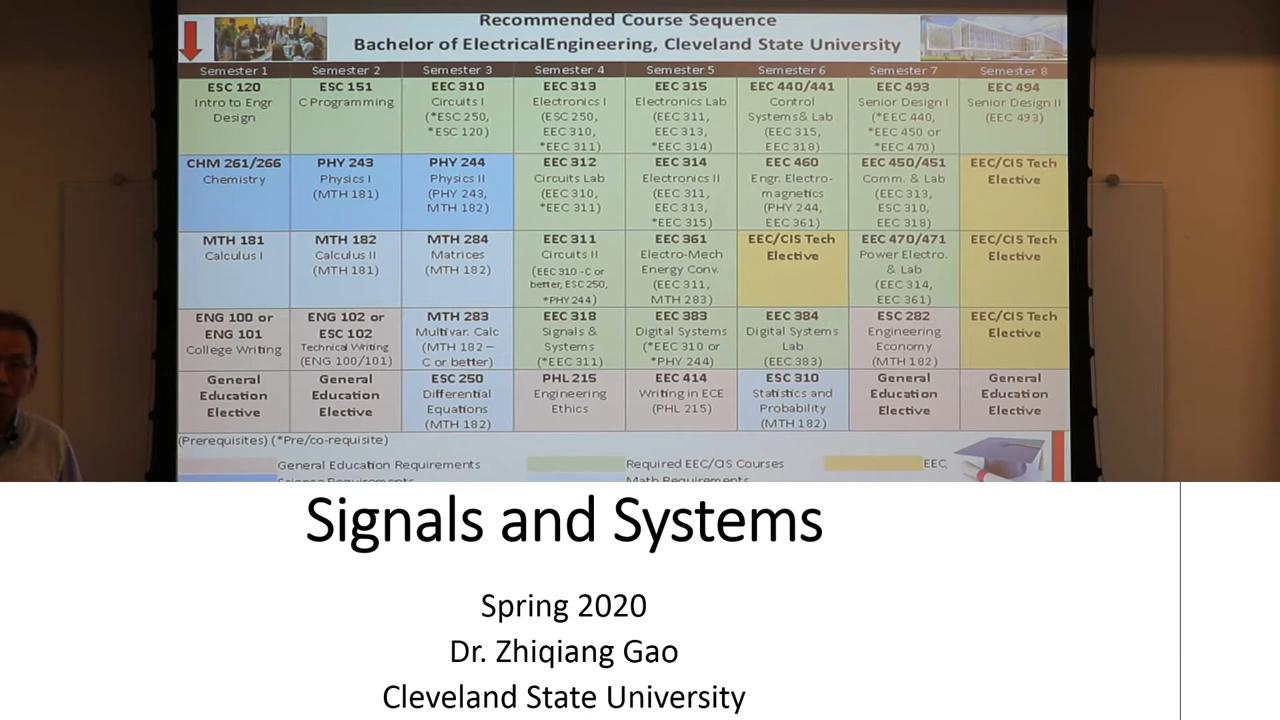 Recommended Course Sequence
Bachelor of ElectricalEngineering, Cleveland State University
Semester 1 Semester 2 Semester 3 Semester 4 Semester 5 Semester 6 Semester 7 Semester 8
ESC 120
Intro to Engr
Design
ESC 151
C Programming
EEC 310
Circuits I
(*ESC 250,
*ESC 120)
EEC 313
Electronics I
(ESC 250,
EEC 310,
*EEC 311)
EEC 315
Electronics Lab
(EEC 311,
EEC 313,
*EEC 314)
EEC 440/441
Control
Systems& Lab
(EEC 315,
EEC 318)
EEC 493
Senior Design I
(*EEC 440,
*EEC 450 or
*EEC 470)
EEC 494
Senior Design II
(EEC 493)
CHM 261/266
Chemistry
PHY 243
Physics I
(MTH 181)
PHY 244
Physics II
(PHY 243,
MTH 182)
EEC 312
Circuits Lab
(EEC 310,
*EEC 311)
EEC 314
Electronics II
(EEC 311,
EEC 313,
*EEC 315)
EEC 460
Engr. Electro-
magnetics
(PHY 244,
EEC 361)
EEC 450/451
Comm. & Lab
(EEC 313,
ESC 310,
EEC 318)
EEC/CIS Tech
Elective
MTH 181
Calculus I
MTH 182
Calculus II
(MTH 181)
MTH 284
Matrices
(MTH 182)
EEC 311
Circuits II
(EEC 310 -C or
better, ESC 250,
*PHY 244)
EEC 361
Electro-Mech
Energy Conv.
(EEC 311,
MTH 283)
EEC/CIS Tech
Elective
EEC 470/471
Power Electro.
& Lab
(EEC 314,
EEC 361)
EEC/CIS Tech
Elective
ENG 100 or
ENG 101
College Writing
ENG 102 or
ESC 102
Technical Writing
(ENG 100/101)
MTH 283
Multivar. Calc
(MTH 182 –
C or better)
EEC 318
Signals &
Systems
(*EEC 311)
EEC 383
Digital Systems
(*EEC 310 or
*PHY 244)
EEC 384
Digital Systems
Lab
(EEC 383)
ESC 282
Engineering
Economy
(MTH 182)
EEC/CIS Tech
Elective
General
Education
Elective
General
Education
Elective
ESC 250
Differential
Equations
(MTH 182)
PHL 215
Engineering
Ethics
EEC 414
Writing in ECE
(PHL 215)
ESC 310
Statistics and
Probability
(MTH 182)
General
Education
Elective
General
Education
Elective
(Prerequisites) (*Pre/co-requisite)
General Education Requirements Required EEC/CIS Courses EEC
Science Requirements Math Requirements
Signals and Systems
Spring 2020
Dr. Zhiqiang Gao
Cleveland State University